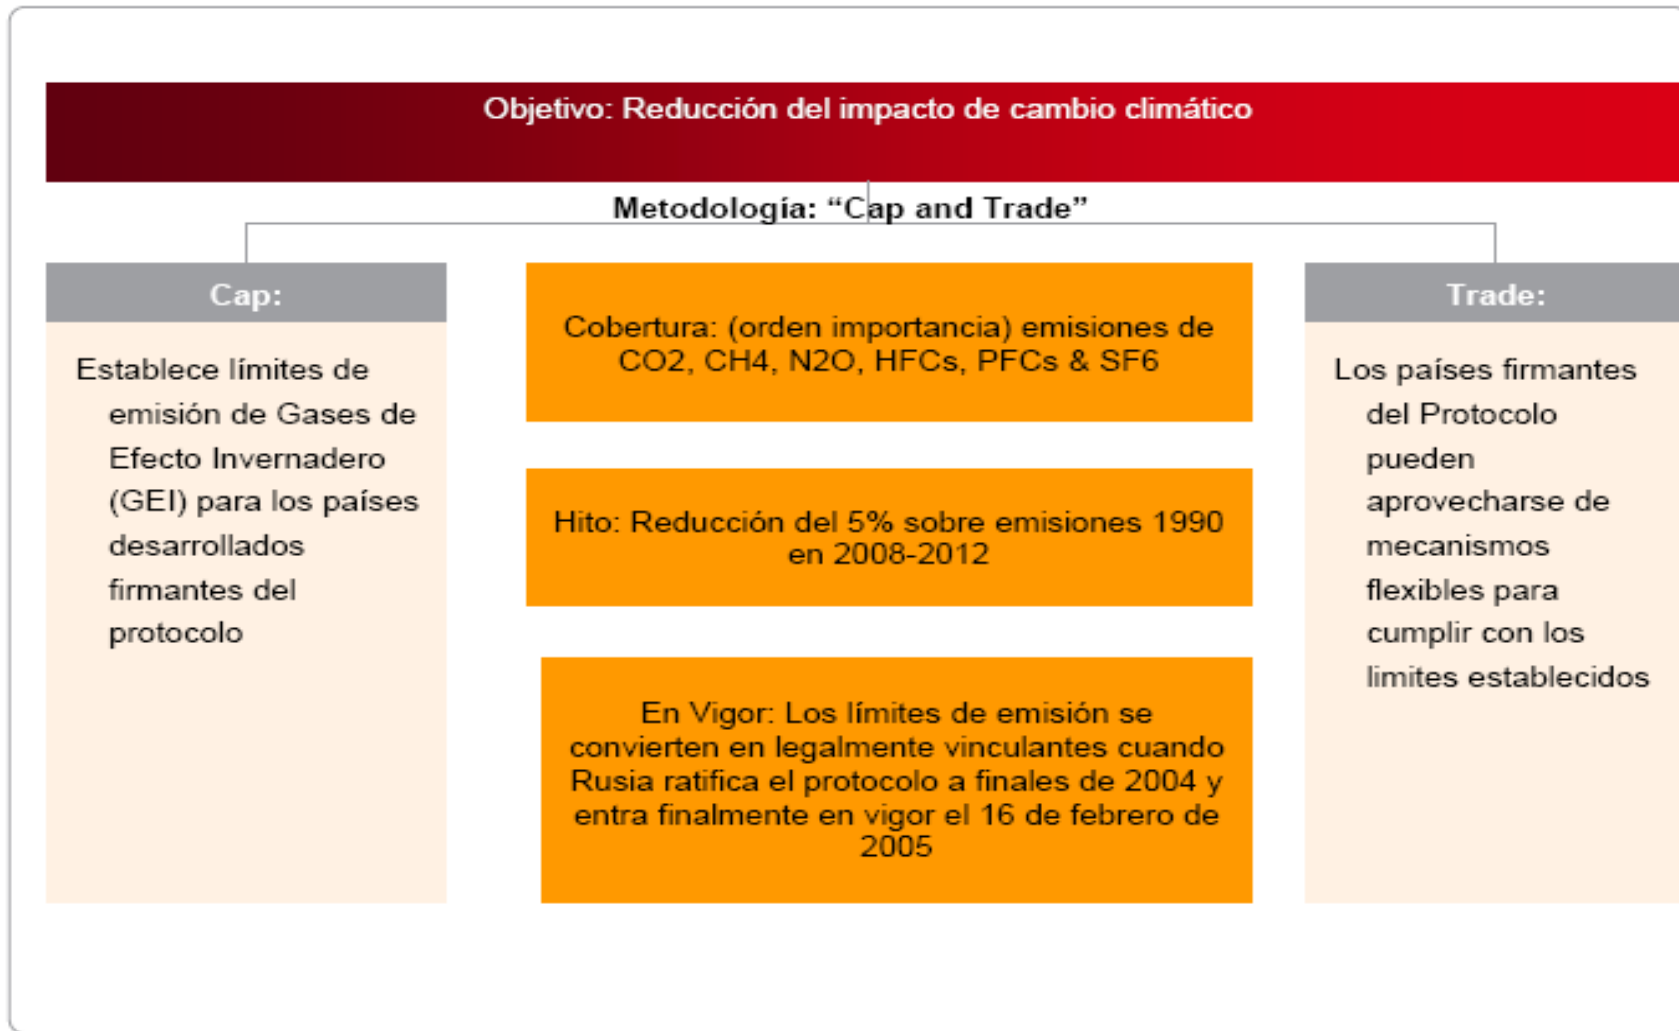 Objetivo: Reducción del impacto de cambio climático
Metodología: “Cap and Trade”
Cap:
Establece límites de
emisión de Gases de
Efecto Invernadero
(GEI) para los países
desarrollados
firmantes del
protocolo
Cobertura: (orden importancia) emisiones de
CO2, CH4, N2O, HFCs, PFCs & SF6
Hito: Reducción del 5% sobre emisiones 1990
en 2008-2012
En Vigor: Los límites de emisión se
convierten en legalmente vinculantes cuando
Rusia ratifica el protocolo a finales de 2004 y
entra finalmente en vigor el 16 de febrero de
2005
Trade:
Los países firmantes
del Protocolo
pueden
aprovecharse de
mecanismos
flexibles para
cumplir con los
limites establecidos